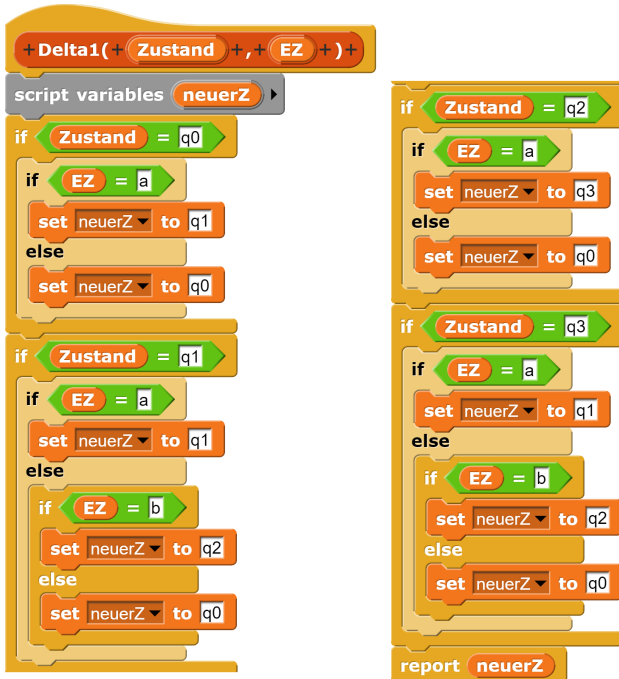 +Delta1(+ Zustand +,+ EZ +)+
script variables neuerZ
if Zustand = q0
if EZ = a
set neuerZ to q1
else
set neuerZ to q0
if Zustand = q1
if EZ = a
set neuerZ to q1
else
if EZ = b
set neuerZ to q2
else
set neuerZ to q0
if Zustand = q2
if EZ = a
set neuerZ to q3
else
set neuerZ to q0
if Zustand = q3
if EZ = a
set neuerZ to q1
else
if EZ = b
set neuerZ to q2
else
set neuerZ to q0
report neuerZ